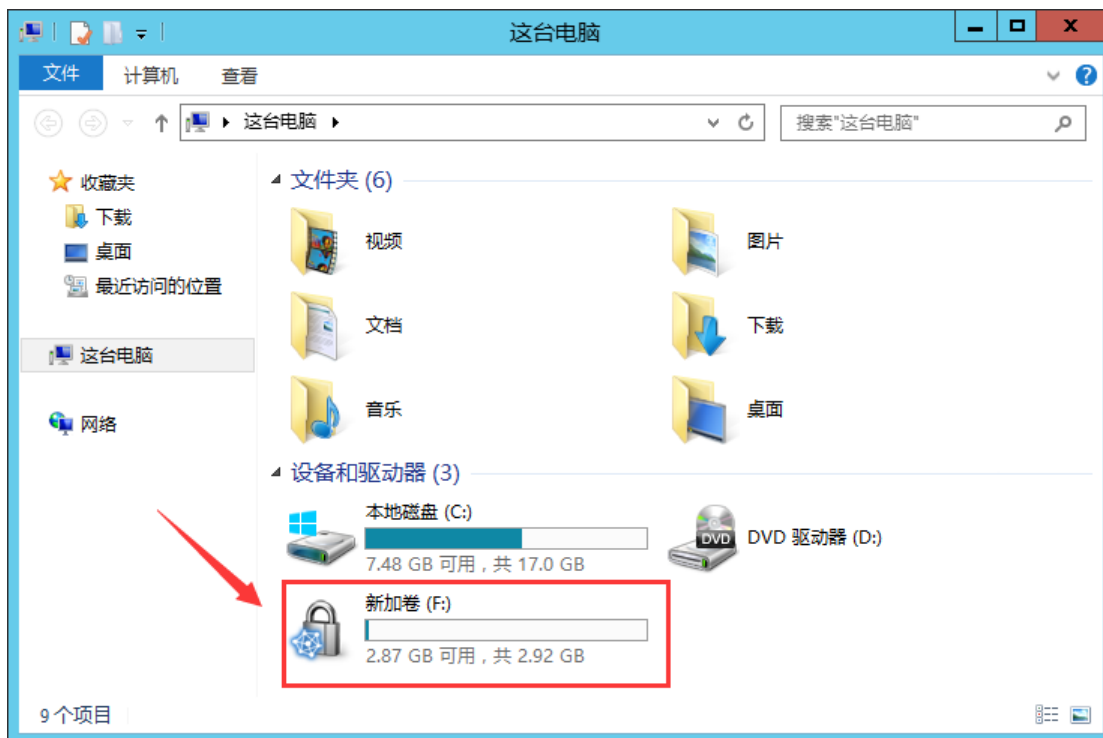 这台电脑
文件 计算机 查看
这台电脑
搜索"这台电脑"
收藏夹
下载
桌面
最近访问的位置
这台电脑
网络
文件夹 (6)
视频
图片
文档
下载
音乐
桌面
设备和驱动器 (3)
本地磁盘 (C:)
7.48 GB 可用，共 17.0 GB
DVD
DVD 驱动器 (D:)
新加卷 (F:)
2.87 GB 可用，共 2.92 GB
9 个项目